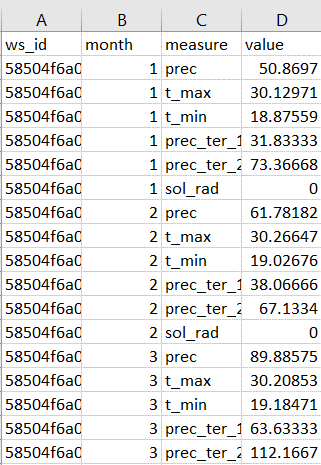 A B C D
ws_id month measure value
58504f6a0 1 prec 50.8697
58504f6a0 1 t_max 30.12971
58504f6a0 1 t_min 18.87559
58504f6a0 1 prec_ter_1 31.83333
58504f6a0 1 prec_ter_2 73.36668
58504f6a0 1 sol_rad 0
58504f6a0 2 prec 61.78182
58504f6a0 2 t_max 30.26647
58504f6a0 2 t_min 19.02676
58504f6a0 2 prec_ter_1 38.06666
58504f6a0 2 prec_ter_2 67.1334
58504f6a0 2 sol_rad 0
58504f6a0 3 prec 89.88575
58504f6a0 3 t_max 30.20853
58504f6a0 3 t_min 19.18471
58504f6a0 3 prec_ter_1 63.63333
58504f6a0 3 prec_ter_2 112.1667